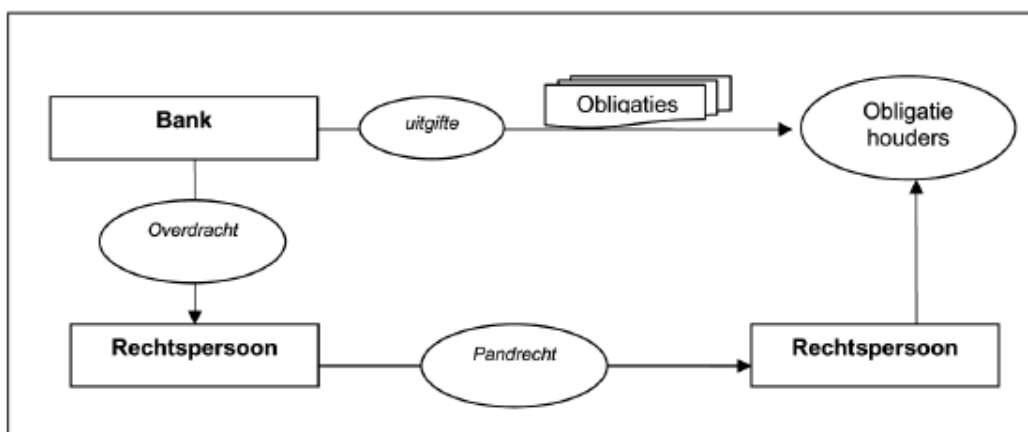 Bank
uitgifte
Obligaties
Obligatie
houders
Overdracht
Rechtspersoon
Pandrecht
Rechtspersoon